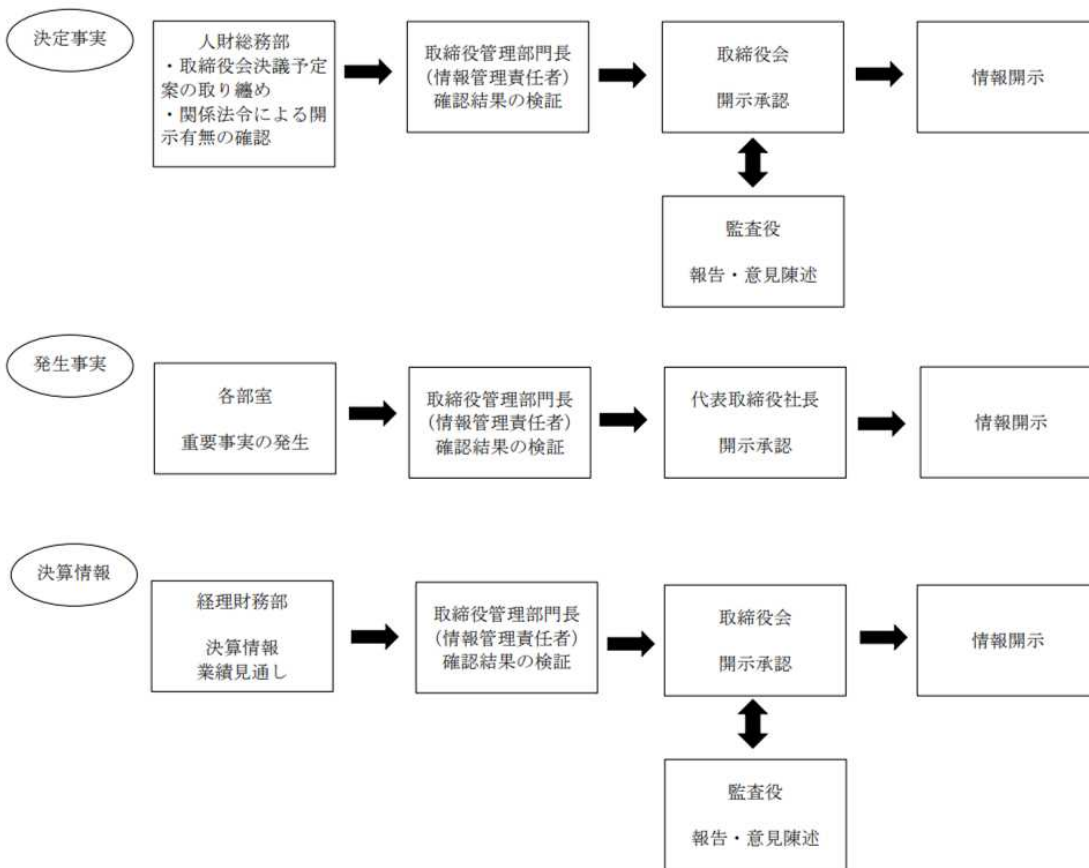 決定事実
人財総務部
・取締役会決議予定
案の取り纏め
・関係法令による開
示有無の確認
取締役管理部門長
(情報管理責任者)
確認結果の検証
取締役会
開示承認
情報開示
監査役
報告・意見陳述
発生事実
各部室
重要事実の発生
取締役管理部門長
(情報管理責任者)
確認結果の検証
代表取締役社長
開示承認
情報開示
決算情報
経理財務部
決算情報
業績見通し
取締役管理部門長
(情報管理責任者)
確認結果の検証
取締役会
開示承認
情報開示
監査役
報告・意見陳述